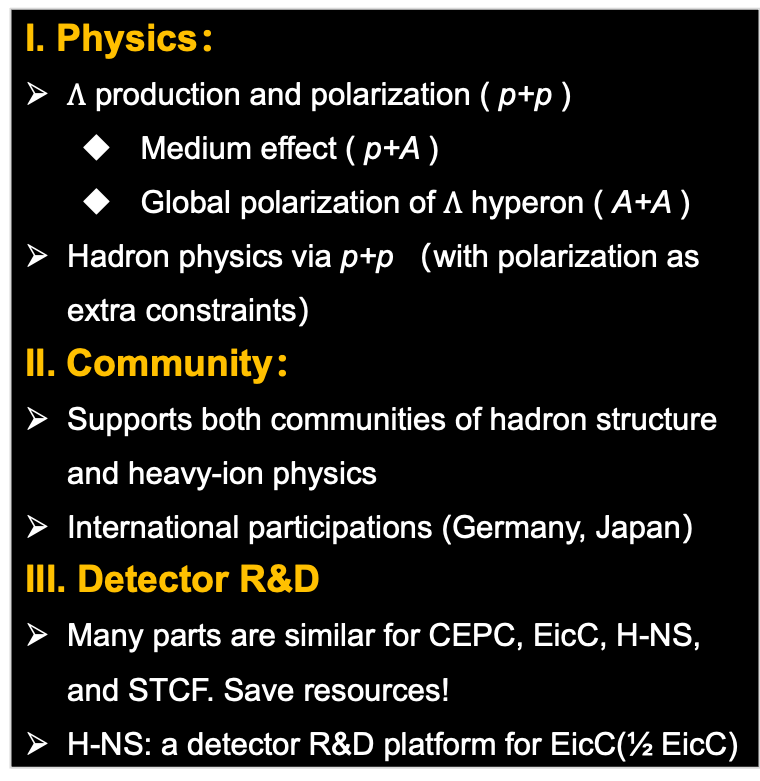 I. Physics：
➢ Λ production and polarization ( p+p )
◆ Medium effect ( p+A )
◆ Global polarization of Λ hyperon ( A+A )
➢ Hadron physics via p+p （with polarization as
extra constraints）
II. Community：
➢ Supports both communities of hadron structure
and heavy-ion physics
➢ International participations (Germany, Japan）
III. Detector R&D
➢ Many parts are similar for CEPC, EicC, H-NS,
and STCF. Save resources!
➢ H-NS: a detector R&D platform for EicC(½ EicC)